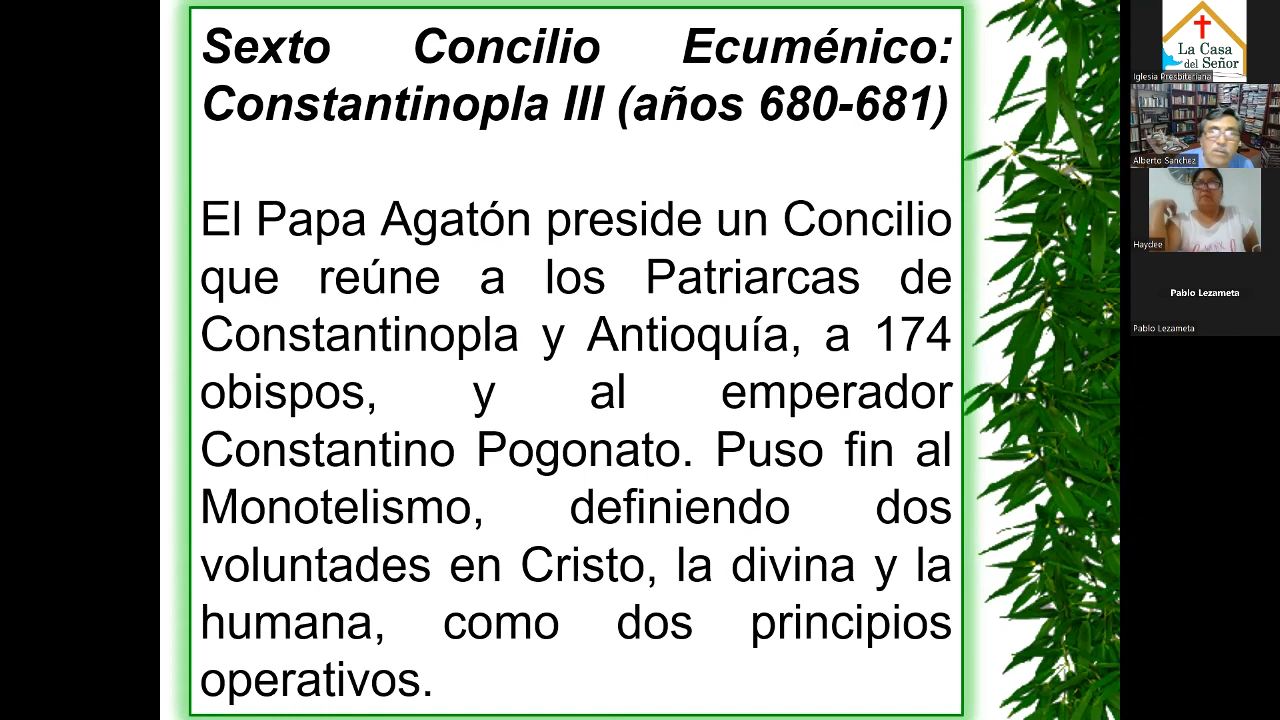 Sexto Concilio Ecuménico:
Constantinopla III (años 680-681)
El Papa Agatón preside un Concilio
que reúne a los Patriarcas de
Constantinopla y Antioquía, a 174
obispos, y al emperador
Constantino Pogonato. Puso fin al
Monotelismo, definiendo dos
voluntades en Cristo, la divina y la
humana, como dos principios
operativos.
La Casa
del Señor
Iglesia Presbiteriana
Alberto Sanchez
Haydee
Pablo Lezameta
Pablo Lezameta